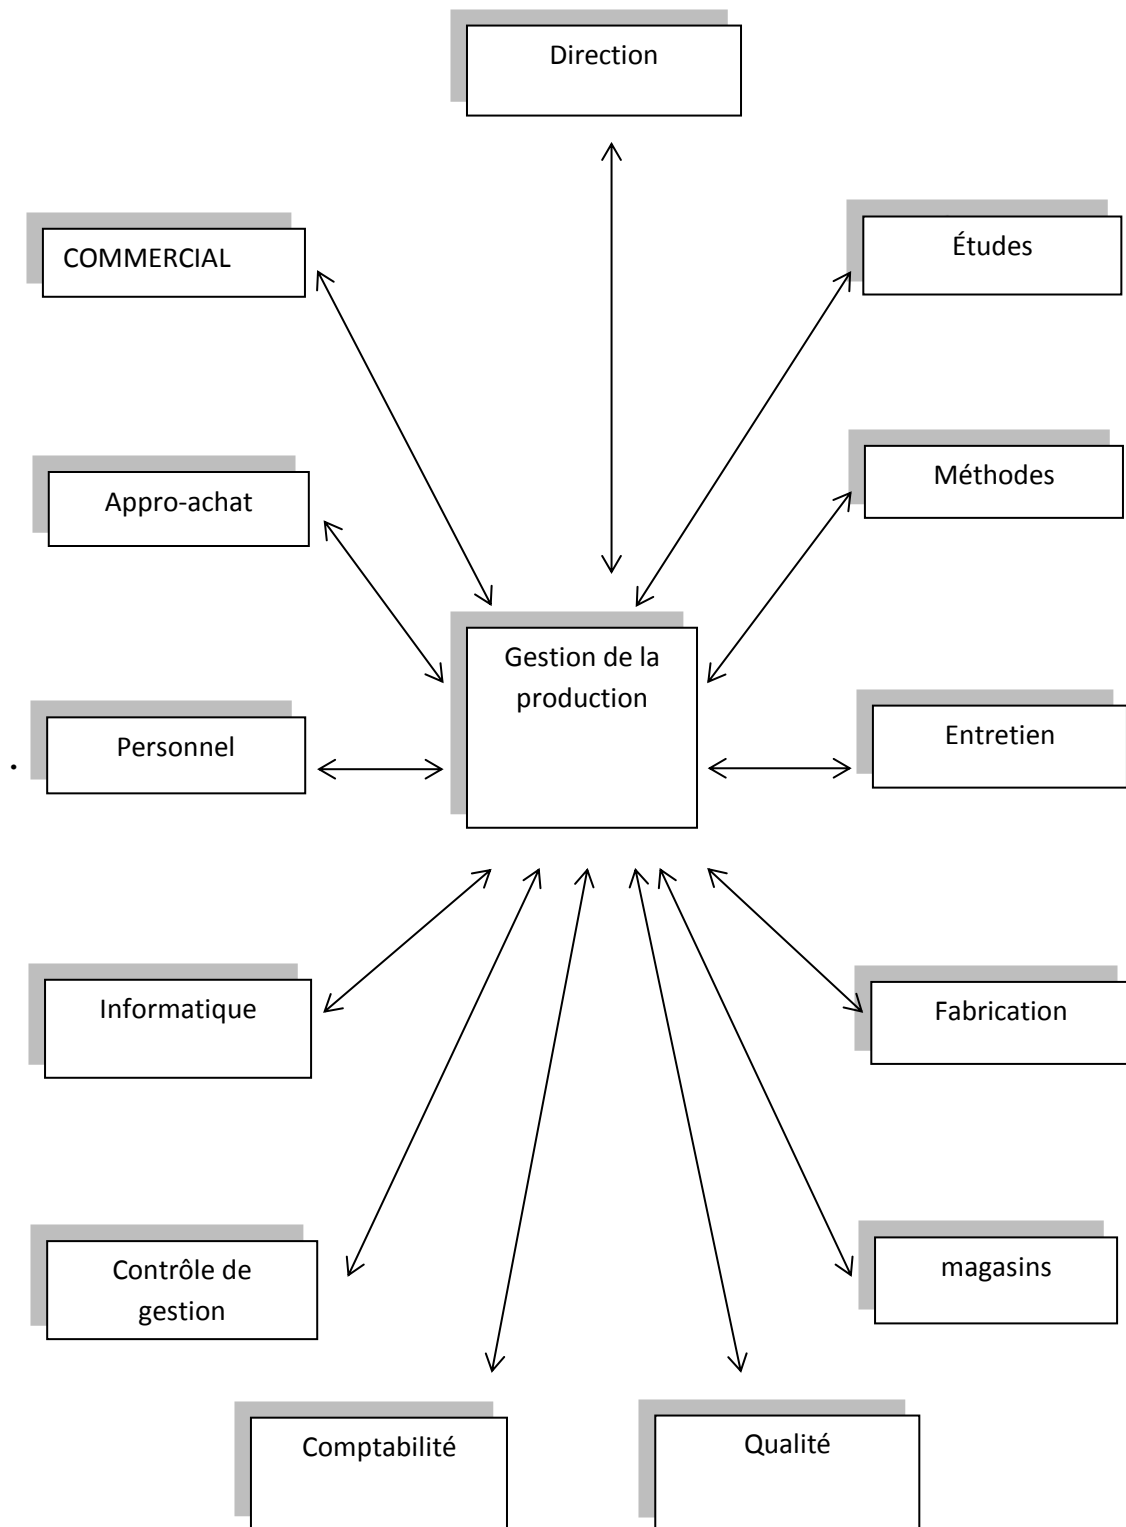 Direction
COMMERCIAL
Études
Appro-achat
Méthodes
Gestion de la
production
Personnel
Entretien
.
Informatique
Fabrication
Contrôle de
gestion
magasins
Comptabilité
Qualité